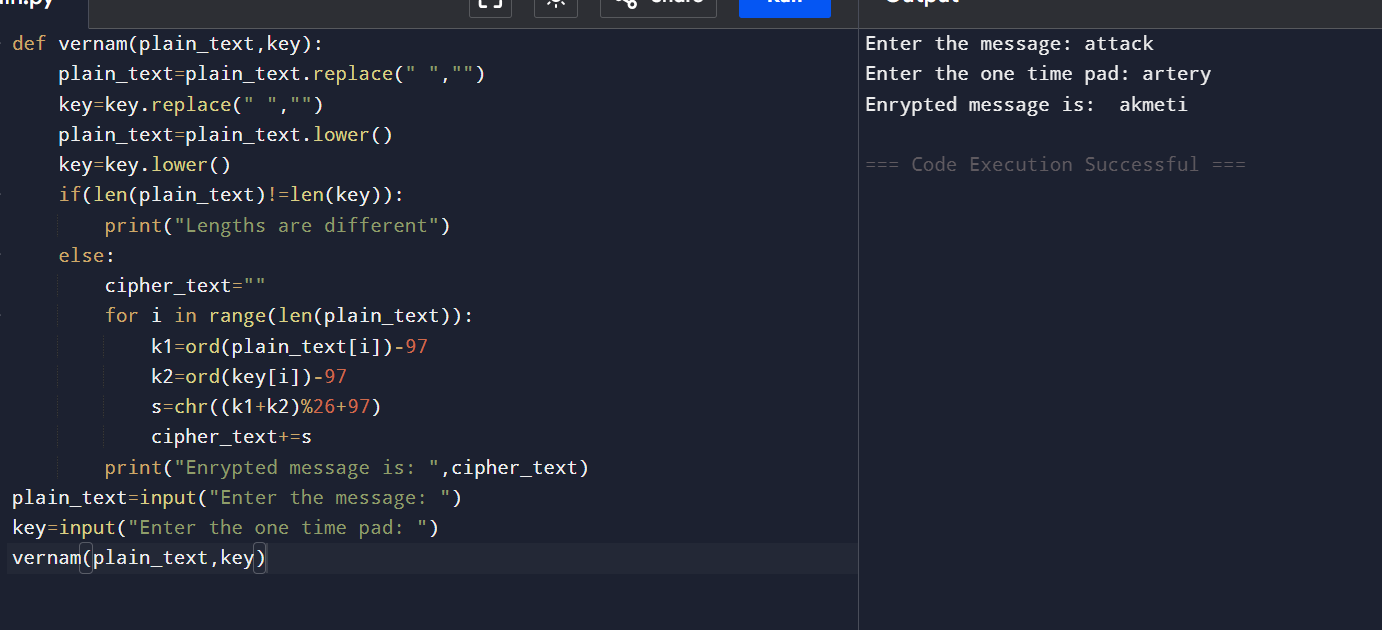 def vernam(plain_text,key):
    plain_text=plain_text.replace(" ","")
    key=key.replace(" ","")
    plain_text=plain_text.lower()
    key=key.lower()
    if(len(plain_text)!=len(key)):
        print("Lengths are different")
    else:
        cipher_text=""
        for i in range(len(plain_text)):
            k1=ord(plain_text[i])-97
            k2=ord(key[i])-97
            s=chr((k1+k2)%26+97)
            cipher_text+=s
        print("Enrypted message is: ",cipher_text)
plain_text=input("Enter the message: ")
key=input("Enter the one time pad: ")
vernam(plain_text,key)
Enter the message: attack
Enter the one time pad: artery
Enrypted message is:  akmeti
=== Code Execution Successful ===